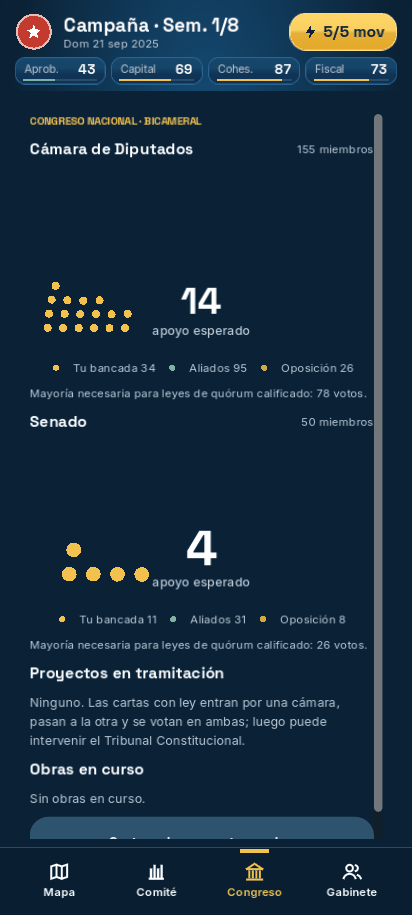 Campaña · Sem. 1/8
Dom 21 sep 2025
5/5 mov
Aprob. 43
Capital 69
Cohes. 87
Fiscal 73
CONGRESO NACIONAL · BICAMERAL
Cámara de Diputados
155 miembros
14
apoyo esperado
Tu bancada 34
Aliados 95
Oposición 26
Mayoría necesaria para leyes de quórum calificado: 78 votos.
Senado
50 miembros
4
apoyo esperado
Tu bancada 11
Aliados 31
Oposición 8
Mayoría necesaria para leyes de quórum calificado: 26 votos.
Proyectos en tramitación
Ninguno. Las cartas con ley entran por una cámara,
pasan a la otra y se votan en ambas; luego puede
intervenir el Tribunal Constitucional.
Obras en curso
Sin obras en curso.
Mapa
Comité
Congreso
Gabinete